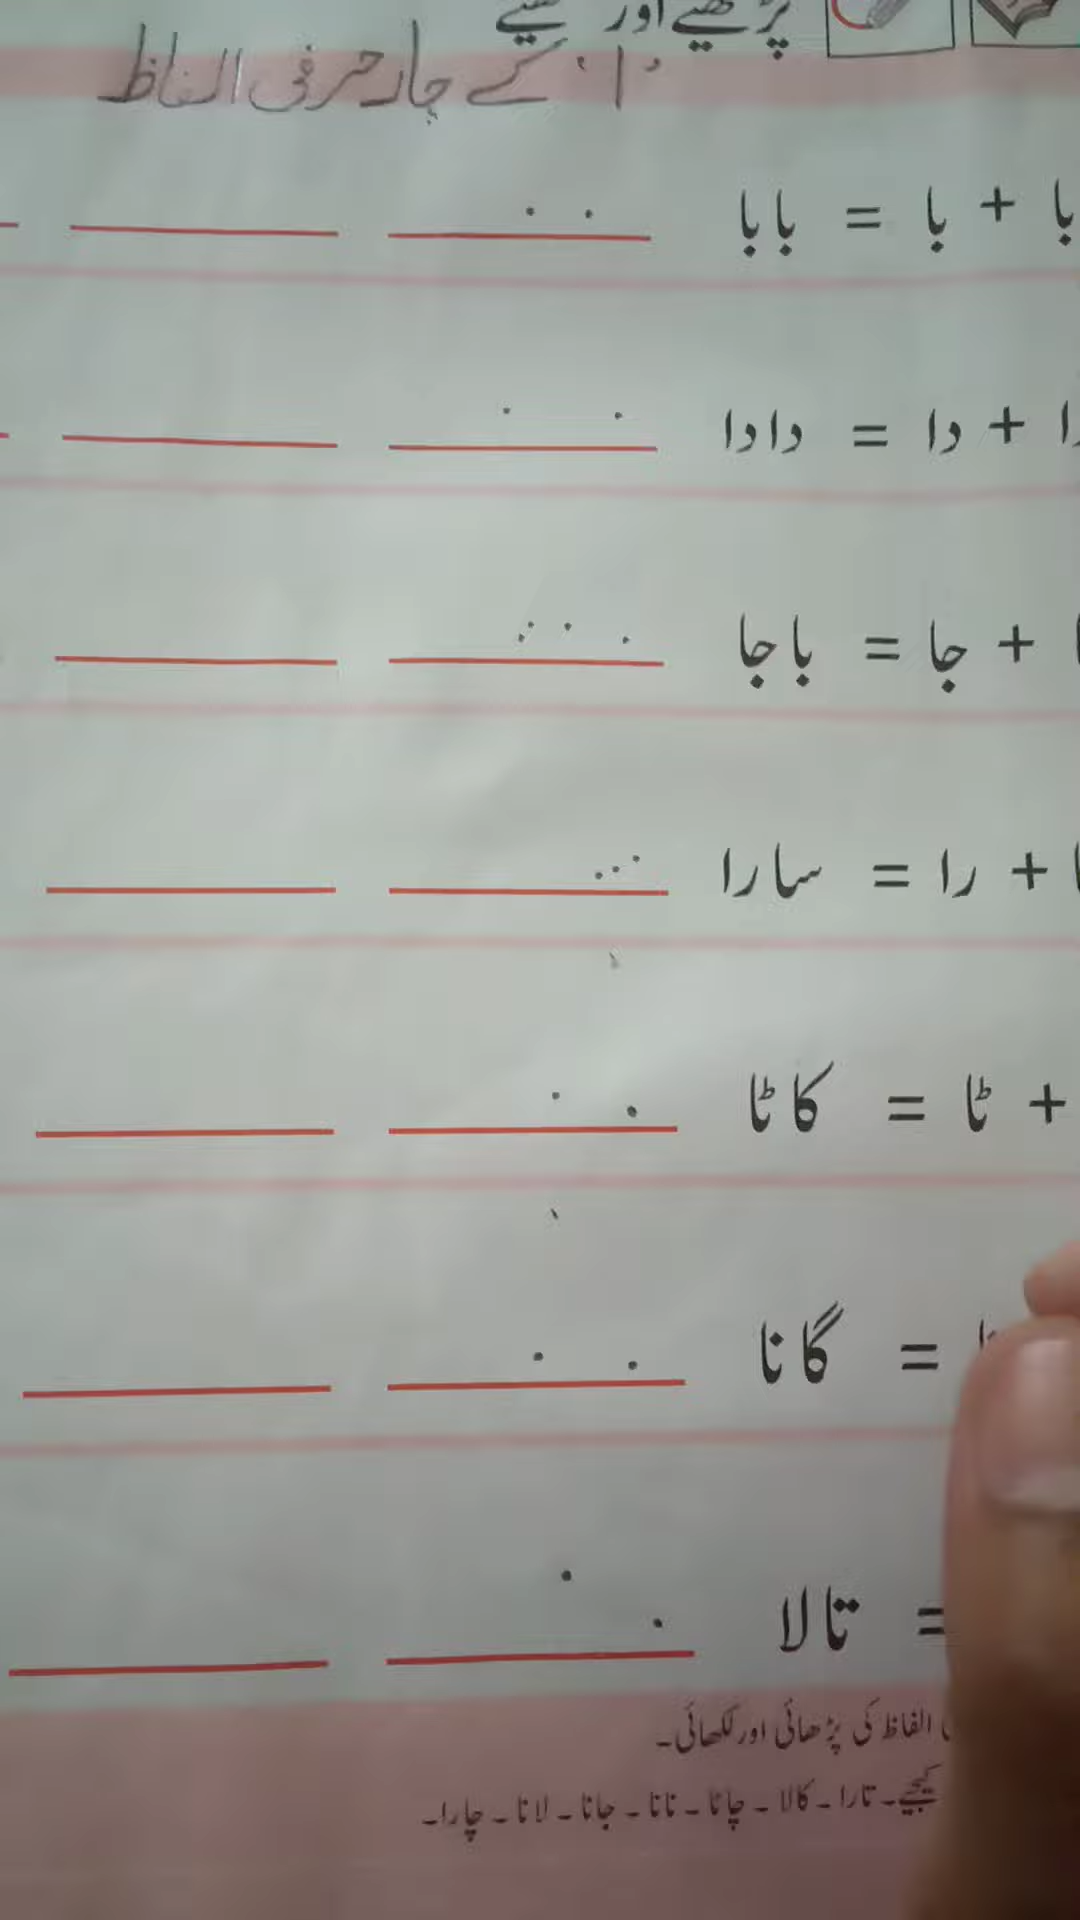 پڑھیے اور لکھیے
'ا' کے چار حرفی الفاظ
با + با = بابا
دا + دا = دادا
+ جا = باجا
+ را = سارا
+ ٹا = کاٹا
= گانا
= تالا
الفاظ کی پڑھائی اور لکھائی۔
کیجیے۔ تارا ۔ کالا ۔ چاٹا ۔ نانا ۔ جانا ۔ لانا ۔ چارا۔